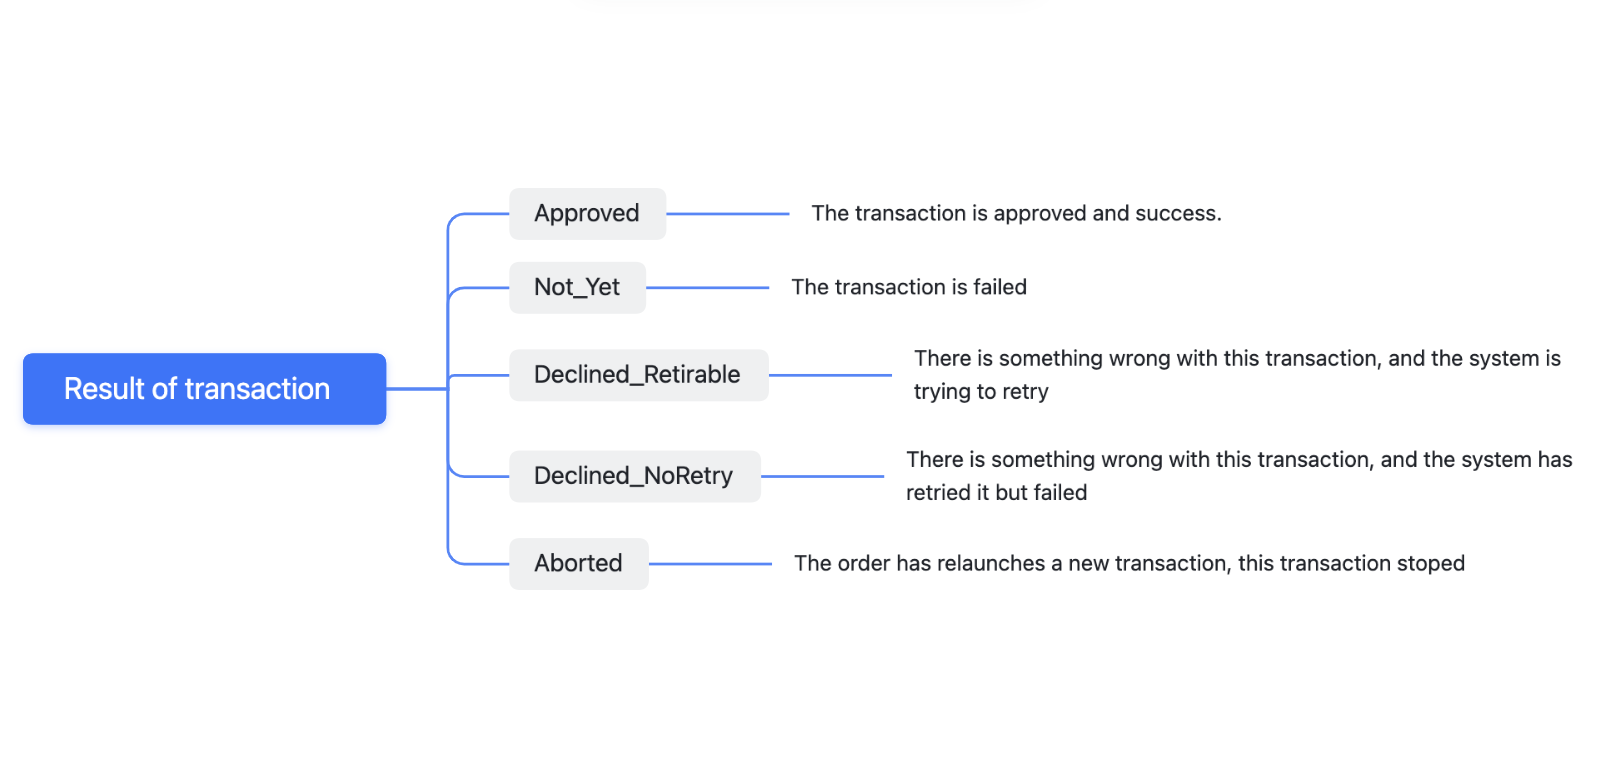 Approved
The transaction is approved and success.
Not_Yet
The transaction is failed
Result of transaction
Declined_Retirable
There is something wrong with this transaction, and the system is
trying to retry
Declined_NoRetry
There is something wrong with this transaction, and the system has
retried it but failed
Aborted
The order has relaunches a new transaction, this transaction stoped